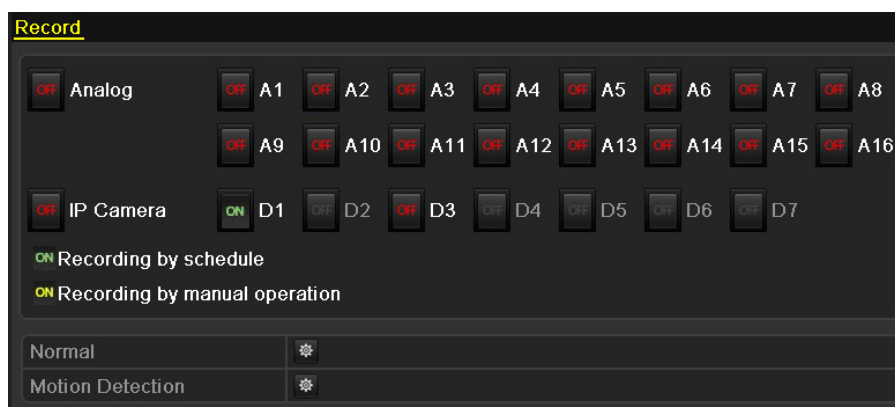 Record
OFF Analog OFF A1 OFF A2 OFF A3 OFF A4 OFF A5 OFF A6 OFF A7 OFF A8
OFF A9 OFF A10 OFF A11 OFF A12 OFF A13 OFF A14 OFF A15 OFF A16
OFF IP Camera ON D1 OFF D2 OFF D3 OFF D4 OFF D5 OFF D6 OFF D7
ON Recording by schedule
ON Recording by manual operation
Normal
Motion Detection